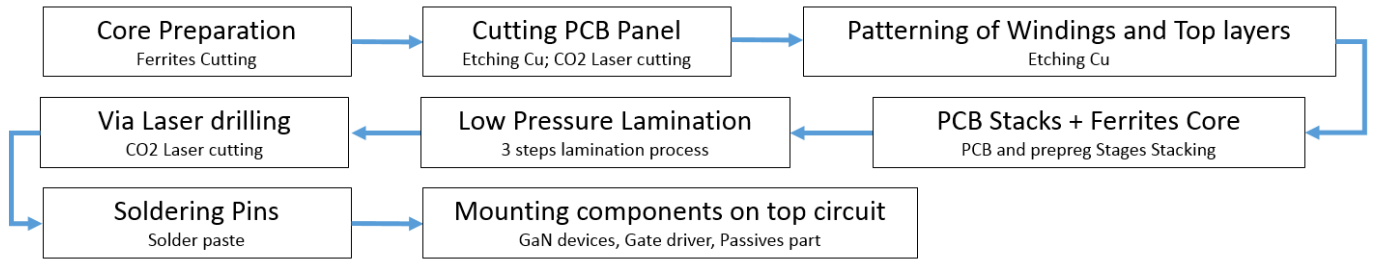 Core Preparation
Ferrites Cutting
Cutting PCB Panel
Etching Cu; CO2 Laser cutting
Patterning of Windings and Top layers
Etching Cu
PCB Stacks + Ferrites Core
PCB and prepreg Stages Stacking
Low Pressure Lamination
3 steps lamination process
Via Laser drilling
CO2 Laser cutting
Soldering Pins
Solder paste
Mounting components on top circuit
GaN devices, Gate driver, Passives part